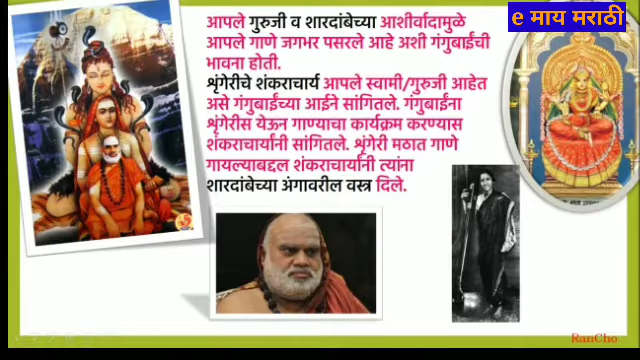 e माय मराठी
आपले गुरुजी व शारदांबेच्या आशीर्वादामुळे
आपले गाणे जगभर पसरले आहे अशी गंगुबाईंची
भावना होती.
शृंगेरीचे शंकराचार्य आपले स्वामी/गुरुजी आहेत
असे गंगुबाईंच्या आईने सांगितले. गंगुबाईंना
शृंगेरीस येऊन गाण्याचा कार्यक्रम करण्यास
शंकराचार्यांनी सांगितले. शृंगेरी मठात गाणे
गायल्याबद्दल शंकराचार्यांनी त्यांना
शारदांबेच्या अंगावरील वस्त्र दिले.
RanCho